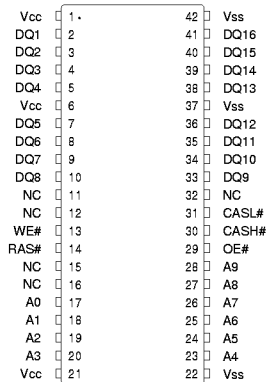 Vcc 1 42 Vss
DQ1 2 41 DQ16
DQ2 3 40 DQ15
DQ3 4 39 DQ14
DQ4 5 38 DQ13
Vcc 6 37 Vss
DQ5 7 36 DQ12
DQ6 8 35 DQ11
DQ7 9 34 DQ10
DQ8 10 33 DQ9
NC 11 32 NC
NC 12 31 CASL#
WE# 13 30 CASH#
RAS# 14 29 OE#
NC 15 28 A9
NC 16 27 A8
A0 17 26 A7
A1 18 25 A6
A2 19 24 A5
A3 20 23 A4
Vcc 21 22 Vss